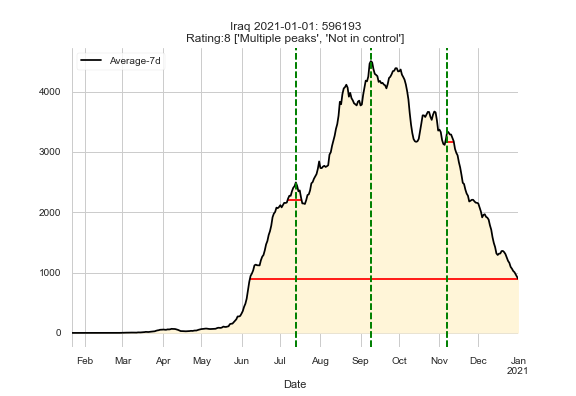 Iraq 2021-01-01: 596193
Rating:8 ['Multiple peaks', 'Not in control']
Average-7d
4000
3000
2000
1000
0
Feb Mar Apr May Jun Jul Aug Sep Oct Nov Dec Jan
2021
Date